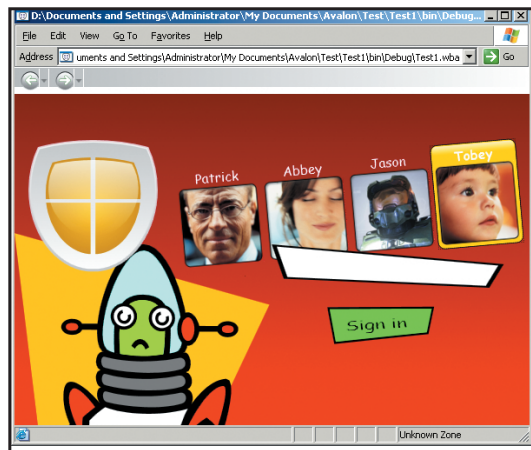 D:\Documents and Settings\Administrator\My Documents\Avalon\Test\Test1\bin\Debug...
File Edit View Go To Favorites Help
Address uments and Settings\Administrator\My Documents\Avalon\Test\Test1\bin\Debug\Test1.wba Go
Patrick Abbey Jason Tobey
Sign in
Unknown Zone